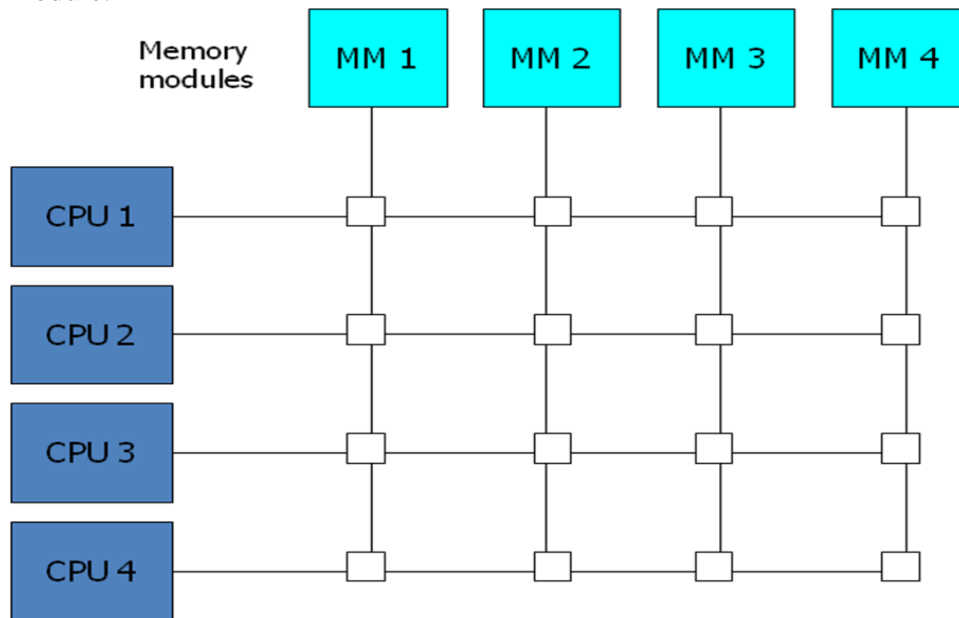 Memory
modules
MM 1
MM 2
MM 3
MM 4
CPU 1
CPU 2
CPU 3
CPU 4